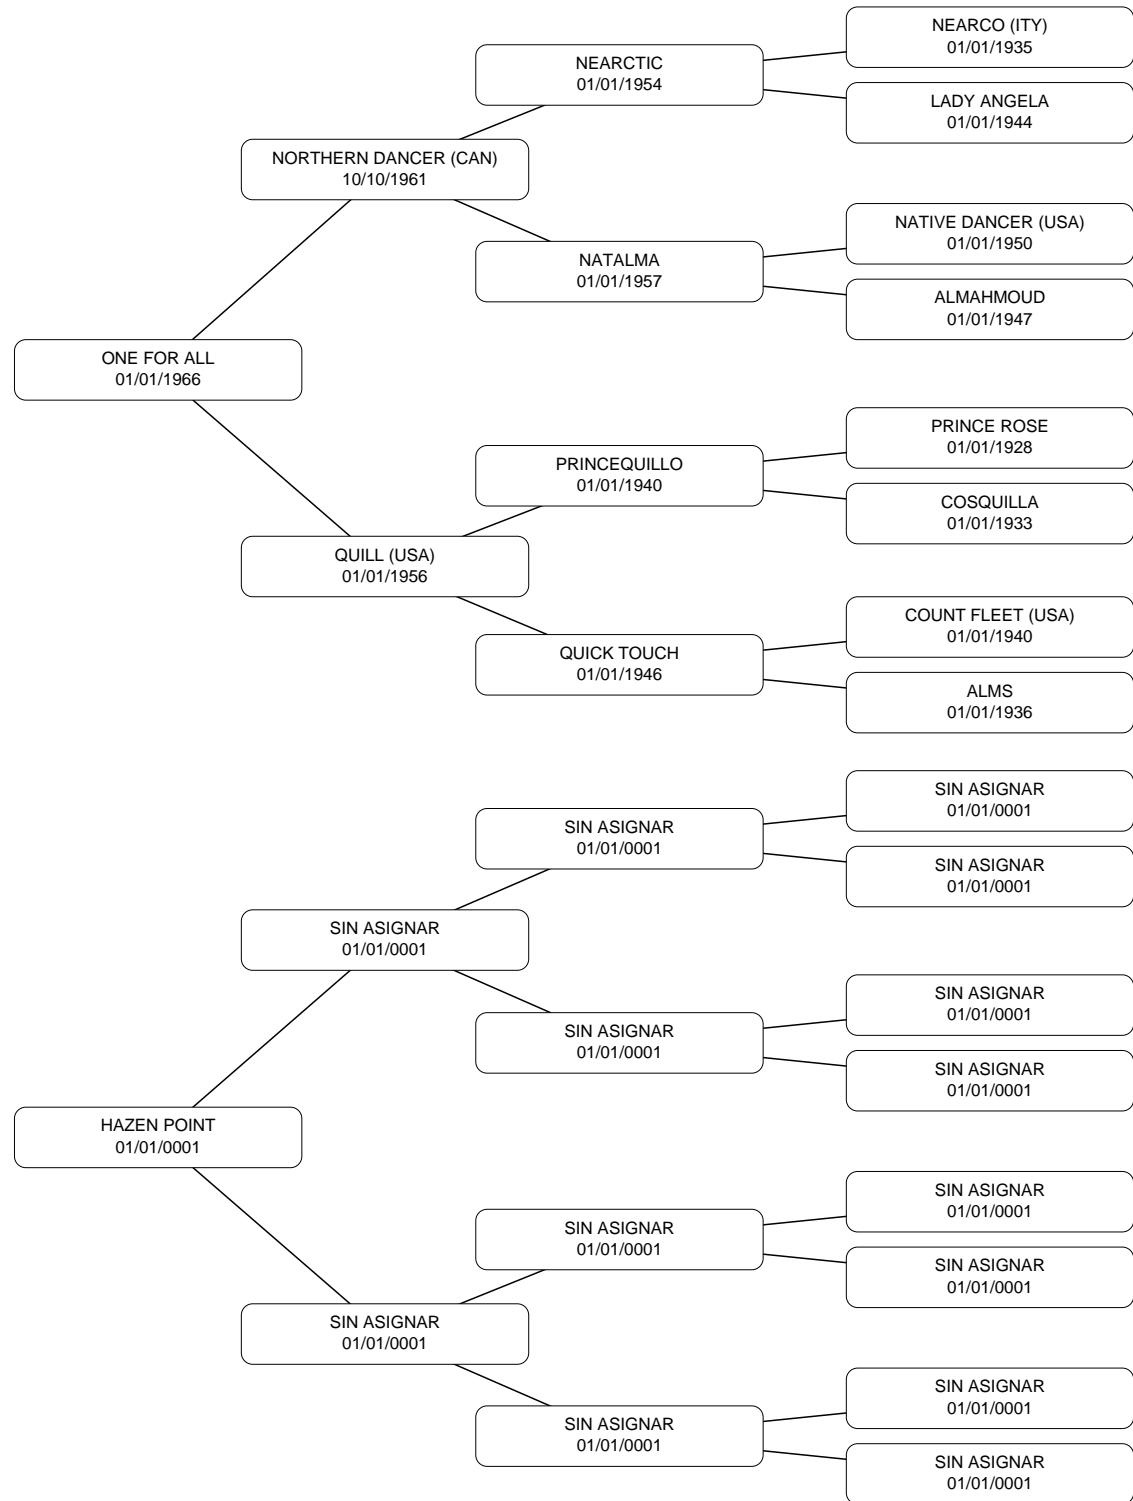 NEARCO (ITY)
01/01/1935
NEARCTIC
01/01/1954
LADY ANGELA
01/01/1944
NORTHERN DANCER (CAN)
10/10/1961
NATIVE DANCER (USA)
01/01/1950
NATALMA
01/01/1957
ALMAHMOUD
01/01/1947
ONE FOR ALL
01/01/1966
PRINCE ROSE
01/01/1928
PRINCEQUILLO
01/01/1940
COSQUILLA
01/01/1933
QUILL (USA)
01/01/1956
COUNT FLEET (USA)
01/01/1940
QUICK TOUCH
01/01/1946
ALMS
01/01/1936
SIN ASIGNAR
01/01/0001
SIN ASIGNAR
01/01/0001
SIN ASIGNAR
01/01/0001
SIN ASIGNAR
01/01/0001
SIN ASIGNAR
01/01/0001
SIN ASIGNAR
01/01/0001
SIN ASIGNAR
01/01/0001
HAZEN POINT
01/01/0001
SIN ASIGNAR
01/01/0001
SIN ASIGNAR
01/01/0001
SIN ASIGNAR
01/01/0001
SIN ASIGNAR
01/01/0001
SIN ASIGNAR
01/01/0001
SIN ASIGNAR
01/01/0001
SIN ASIGNAR
01/01/0001